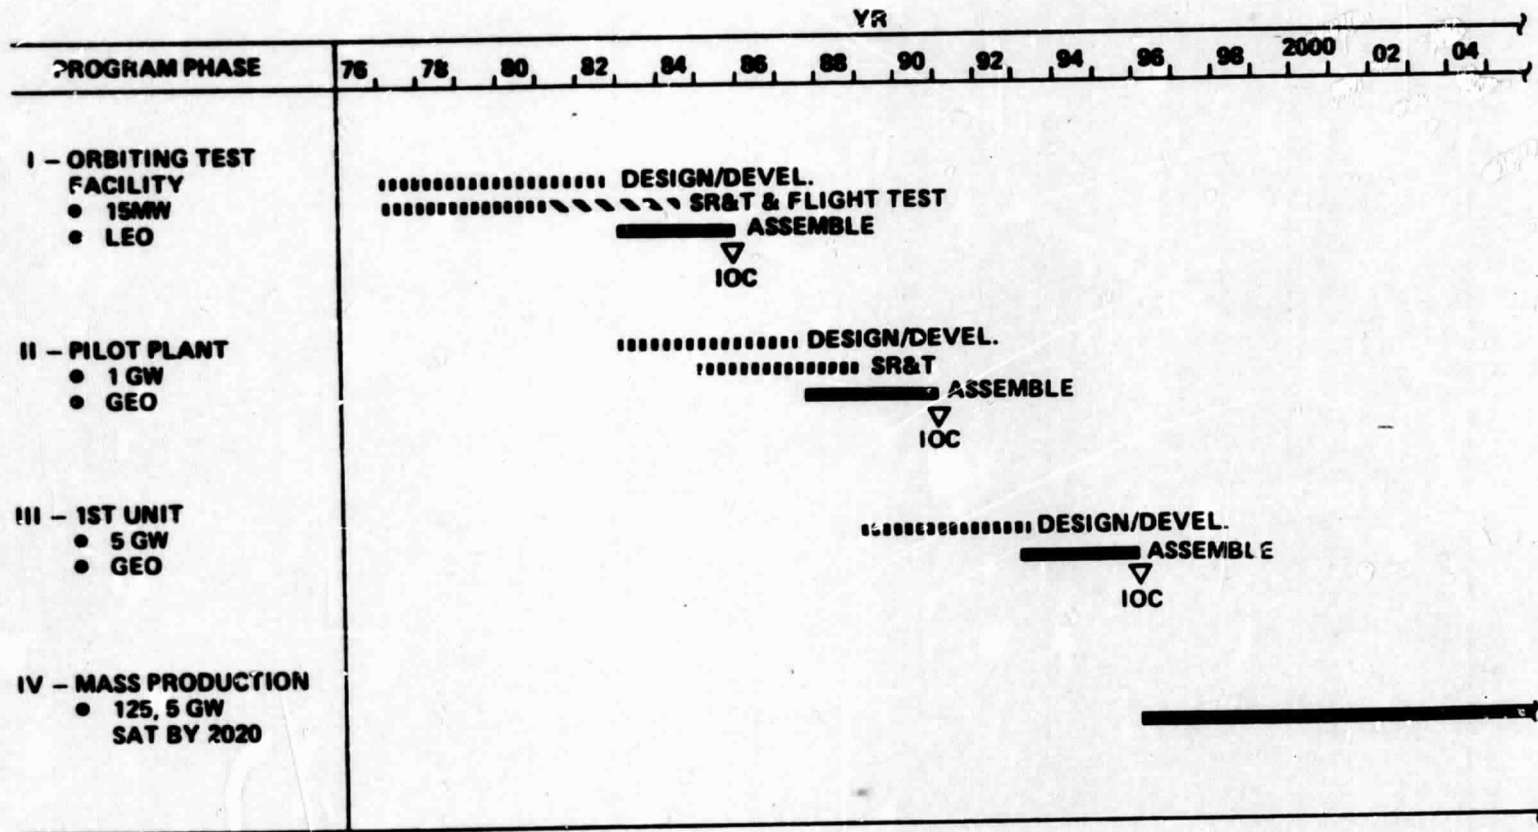 YR
PROGRAM PHASE
76 78 80 82 84 86 88 90 92 94 96 98 2000 02 04
I – ORBITING TEST
FACILITY
• 15MW
• LEO
DESIGN/DEVEL.
SR&T & FLIGHT TEST
ASSEMBLE
IOC
II – PILOT PLANT
• 1 GW
• GEO
DESIGN/DEVEL.
SR&T
ASSEMBLE
IOC
III – 1ST UNIT
• 5 GW
• GEO
DESIGN/DEVEL.
ASSEMBLE
IOC
IV – MASS PRODUCTION
• 125, 5 GW
SAT BY 2020